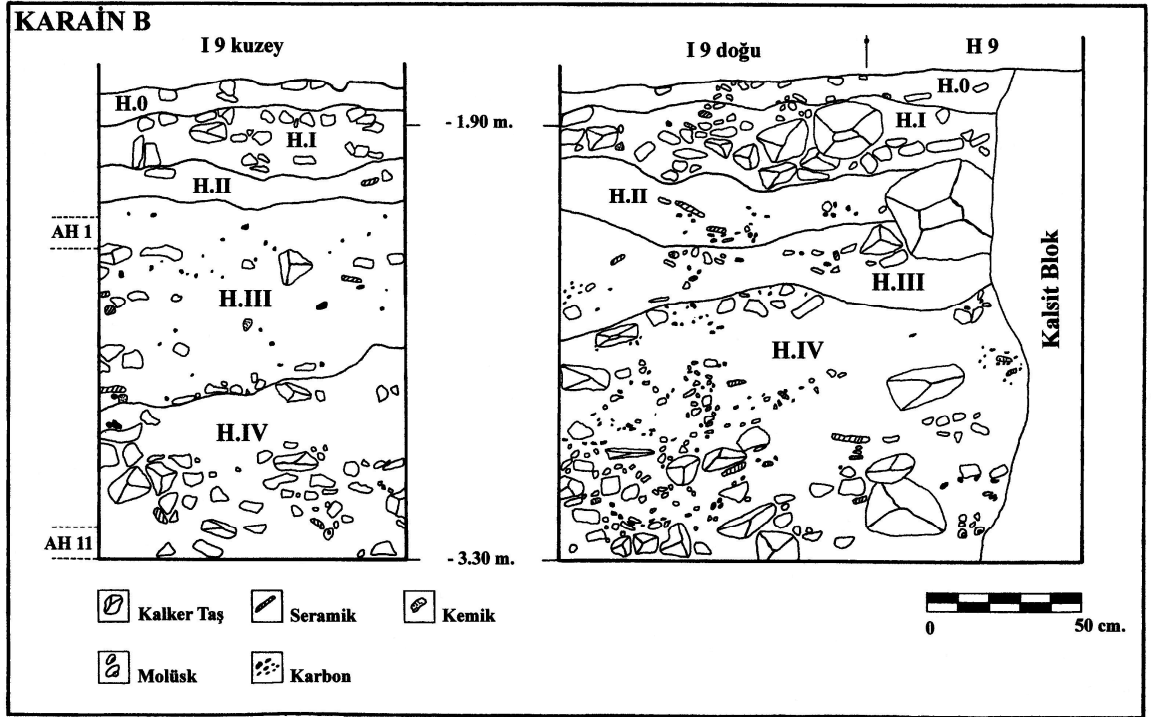 KARAİN B
I 9 kuzey
I 9 doğu
H 9
H.0
H.I
- 1.90 m.
H.II
AH 1
H.III
H.IV
AH 11
- 3.30 m.
H.0
H.I
H.II
H.III
H.IV
Kalsit Blok
Kalker Taş
Seramik
Kemik
Molüsk
Karbon
0
50 cm.